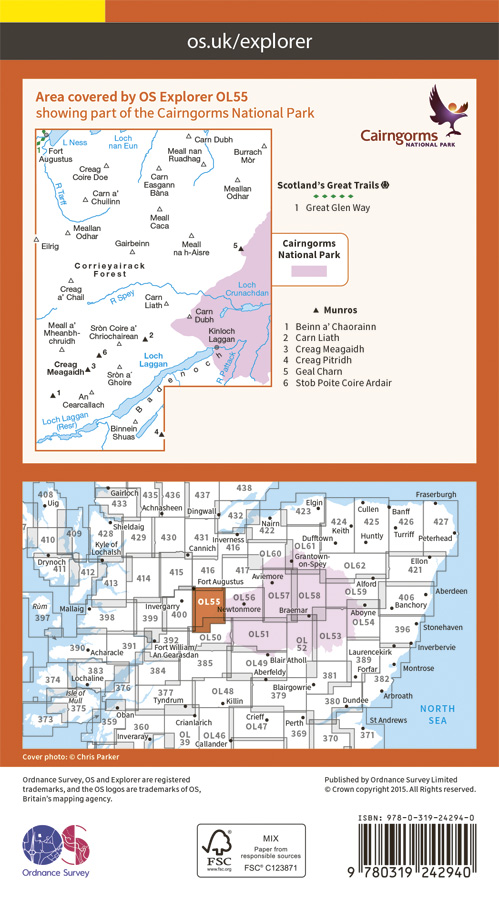 os.uk/explorer
Area covered by OS Explorer OL55
showing part of the Cairngorms National Park
Cairngorms
NATIONAL PARK
L Ness
Loch
nan Eun
1 Fort
Augustus
Carn Dubh
Meall nan
Ruadhag
Burrach
Mòr
Creag
Coire Doe
Carn
Easgann
Bàna
R Tarff
Carn a'
Chuilinn
Meallan
Odhar
Meall
Caca
Meallan
Odhar
Eilrig
Gairbeinn
Meall
na h-Aisre
5
Corrieyairack
Forest
Creag
a' Chail
R Spey
Carn
Liath
Loch
Crunachdan
Carn
Dubh
Meall a'
Mheanbh-
chruidh
Sròn Coire a'
Chriochairein
2
Kinloch
Laggan
6
Loch
Laggan
Creag
Meagaidh
3
Sròn a'
Ghoire
R Pattack
Badenoch
1
An
Cearcallach
Loch Laggan
(Resr)
Binnein
Shuas
4
Scotland's Great Trails
1 Great Glen Way
Cairngorms
National Park
Munros
1 Beinn a' Chaorainn
2 Carn Liath
3 Creag Meagaidh
4 Creag Pitridh
5 Geal Charn
6 Stob Poite Coire Ardair
408
Uig
Gairloch
433
435
436
437
438
Achnasheen
Dingwall
432
Elgin
423
Cullen
Banff
Fraserburgh
410
409
428
Shieldaig
429
430
431
Nairn
422
424
Keith
425
426
Turriff
427
Peterhead
Kyle of
Lochalsh
Inverness
416
Cannich
Dufftown
OL61
Huntly
Drynoch
411
412
413
414
415
416
417
OL60
Grantown-
on-Spey
OL62
Ellon
421
Fort Augustus
Aviemore
Alford
OL59
Rùm
397
Mallaig
398
Invergarry
399
400
OL55
OL56
Newtonmore
OL57
OL58
Braemar
Aboyne
OL54
406
Banchory
Aberdeen
396
Stonehaven
390
Acharacle
391
392
Fort William/
An Gearasdan
OL50
OL51
OL
52
OL53
Laurencekirk
389
Forfar
Inverbervie
374
383
Lochaline
384
385
OL49
Blair Atholl
Aberfeldy
381
382
Montrose
Isle of
Mull
375
376
377
Tyndrum
OL48
Killin
Blairgowrie
379
380
Dundee
Arbroath
373
359
Oban
360
Inveraray
Crianlarich
OL
39
OL46
Callander
Crieff
OL47
Perth
369
370
371
St Andrews
NORTH
SEA
Cover photo: © Chris Parker
Ordnance Survey, OS and Explorer are registered
trademarks, and the OS logos are trademarks of OS,
Britain's mapping agency.
Published by Ordnance Survey Limited
© Crown copyright 2015. All Rights reserved.
OS
Ordnance Survey
FSC
www.fsc.org
MIX
Paper from
responsible sources
FSC® C123871
ISBN: 978-0-319-24294-0
9 780319 242940